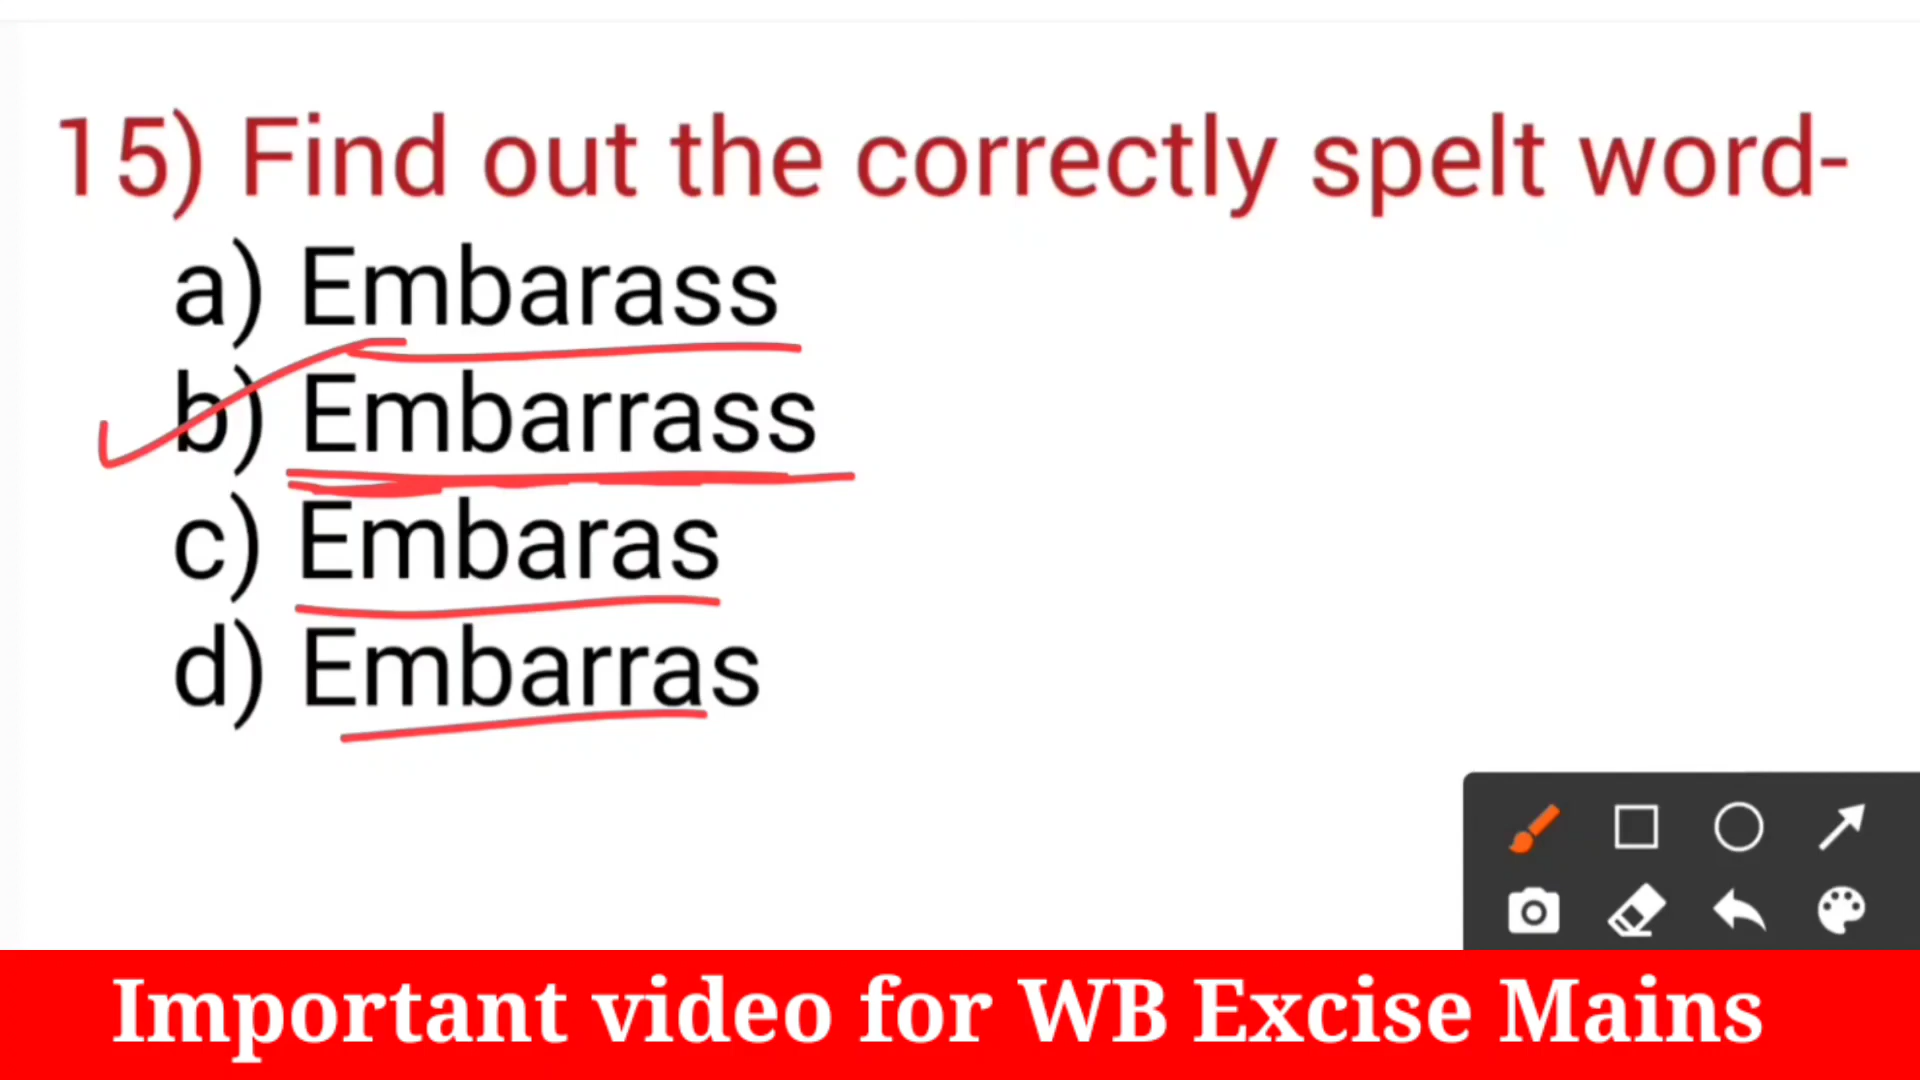 15) Find out the correctly spelt word-
a) Embarass
b) Embarrass
c) Embaras
d) Embarras
Important video for WB Excise Mains